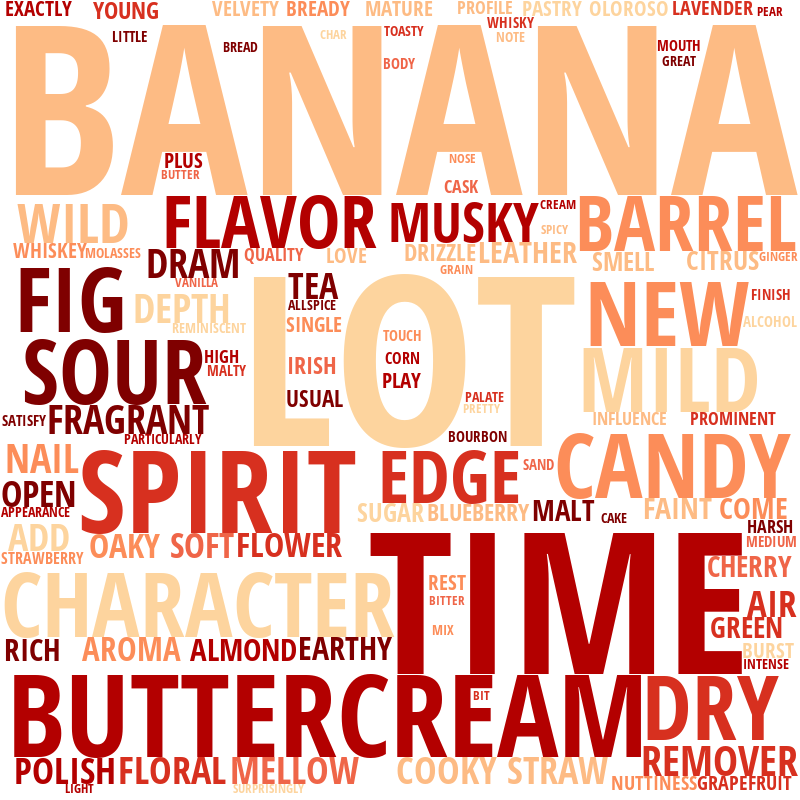 EXACTLY YOUNG VELVETY BREADY MATURE PROFILE PASTRY OLOROSO LAVENDER PEAR
LITTLE BREAD CHAR TOASTY WHISKY NOTE MOUTH
BODY GREAT
BANANA
PLUS NOSE
BUTTER CASK
WILD FLAVOR MUSKY CREAM SPICY BARREL
WHISKEY MOLASSES DRAM QUALITY LOVE DRIZZLE LEATHER SMELL CITRUS GINGER
VANILLA GRAIN
FIG DEPTH TEA LOT NEW FINISH
REMINISCENT ALLSPICE SINGLE ALCOHOL
TOUCH
SOUR HIGH IRISH CORN MILD
MALTY PLAY
USUAL PALATE
PRETTY
SATISFY FRAGRANT INFLUENCE PROMINENT
PARTICULARLY BOURBON
NAIL SPIRIT EDGE SAND CANDY
OPEN
APPEARANCE SUGAR BLUEBERRY MALT CAKE FAINT COME
ADD HARSH
STRAWBERRY OAKY SOFT FLOWER TIME MEDIUM
CHERRY
CHARACTER REST AIR
BITTER
MIX GREEN
RICH AROMA ALMOND EARTHY BURST
INTENSE
BUTTERCREAM BIT DRY
POLISH FLORAL MELLOW COOKY STRAW REMOVER
LIGHT SURPRISINGLY NUTTINESS GRAPEFRUIT